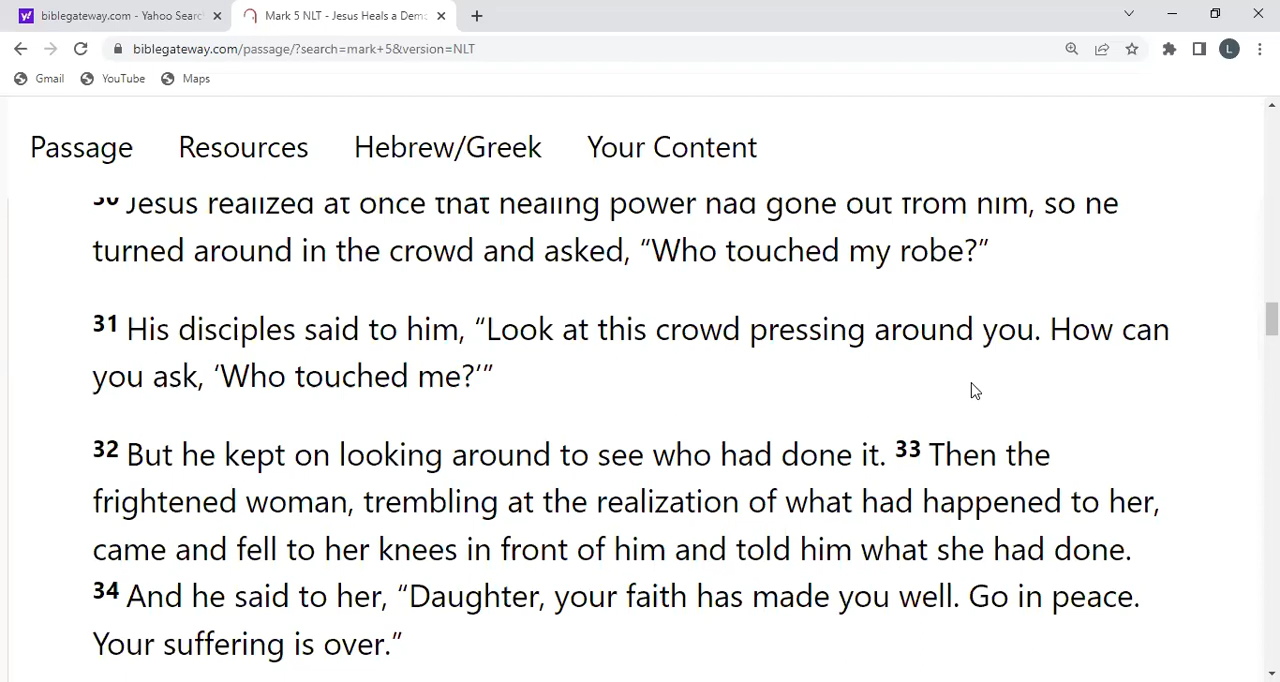 biblegateway.com - Yahoo Searc
Mark 5 NLT - Jesus Heals a Demo
biblegateway.com/passage/?search=mark+5&version=NLT
L
Gmail
YouTube
Maps
Passage
Resources
Hebrew/Greek
Your Content
30 Jesus realized at once that healing power had gone out from him, so he
turned around in the crowd and asked, “Who touched my robe?”
31 His disciples said to him, “Look at this crowd pressing around you. How can
you ask, ‘Who touched me?’”
32 But he kept on looking around to see who had done it. 33 Then the
frightened woman, trembling at the realization of what had happened to her,
came and fell to her knees in front of him and told him what she had done.
34 And he said to her, “Daughter, your faith has made you well. Go in peace.
Your suffering is over.”